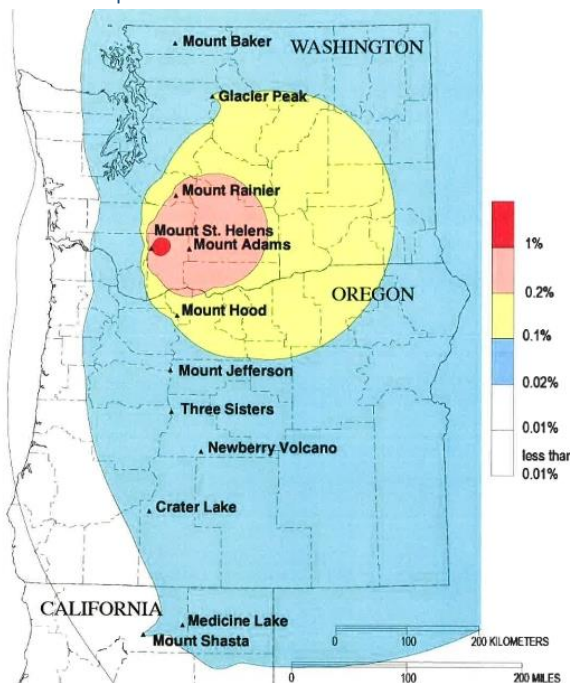 Mount Baker
WASHINGTON
Glacier Peak
Mount Rainier
Mount St. Helens
Mount Adams
1%
0.2%
OREGON
Mount Hood
0.1%
Mount Jefferson
0.02%
Three Sisters
0.01%
Newberry Volcano
less than
0.01%
Crater Lake
CALIFORNIA
Medicine Lake
Mount Shasta
0 100 200 KILOMETERS
0 100 200 MILES